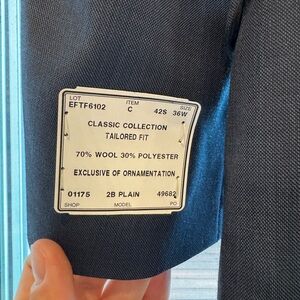 LOT ITEM SIZE
EFTF6102 C 42S 36W
CLASSIC COLLECTION
TAILORED FIT
70% WOOL 30% POLYESTER
EXCLUSIVE OF ORNAMENTATION
01175 2B PLAIN 49682
SHOP MODEL PO